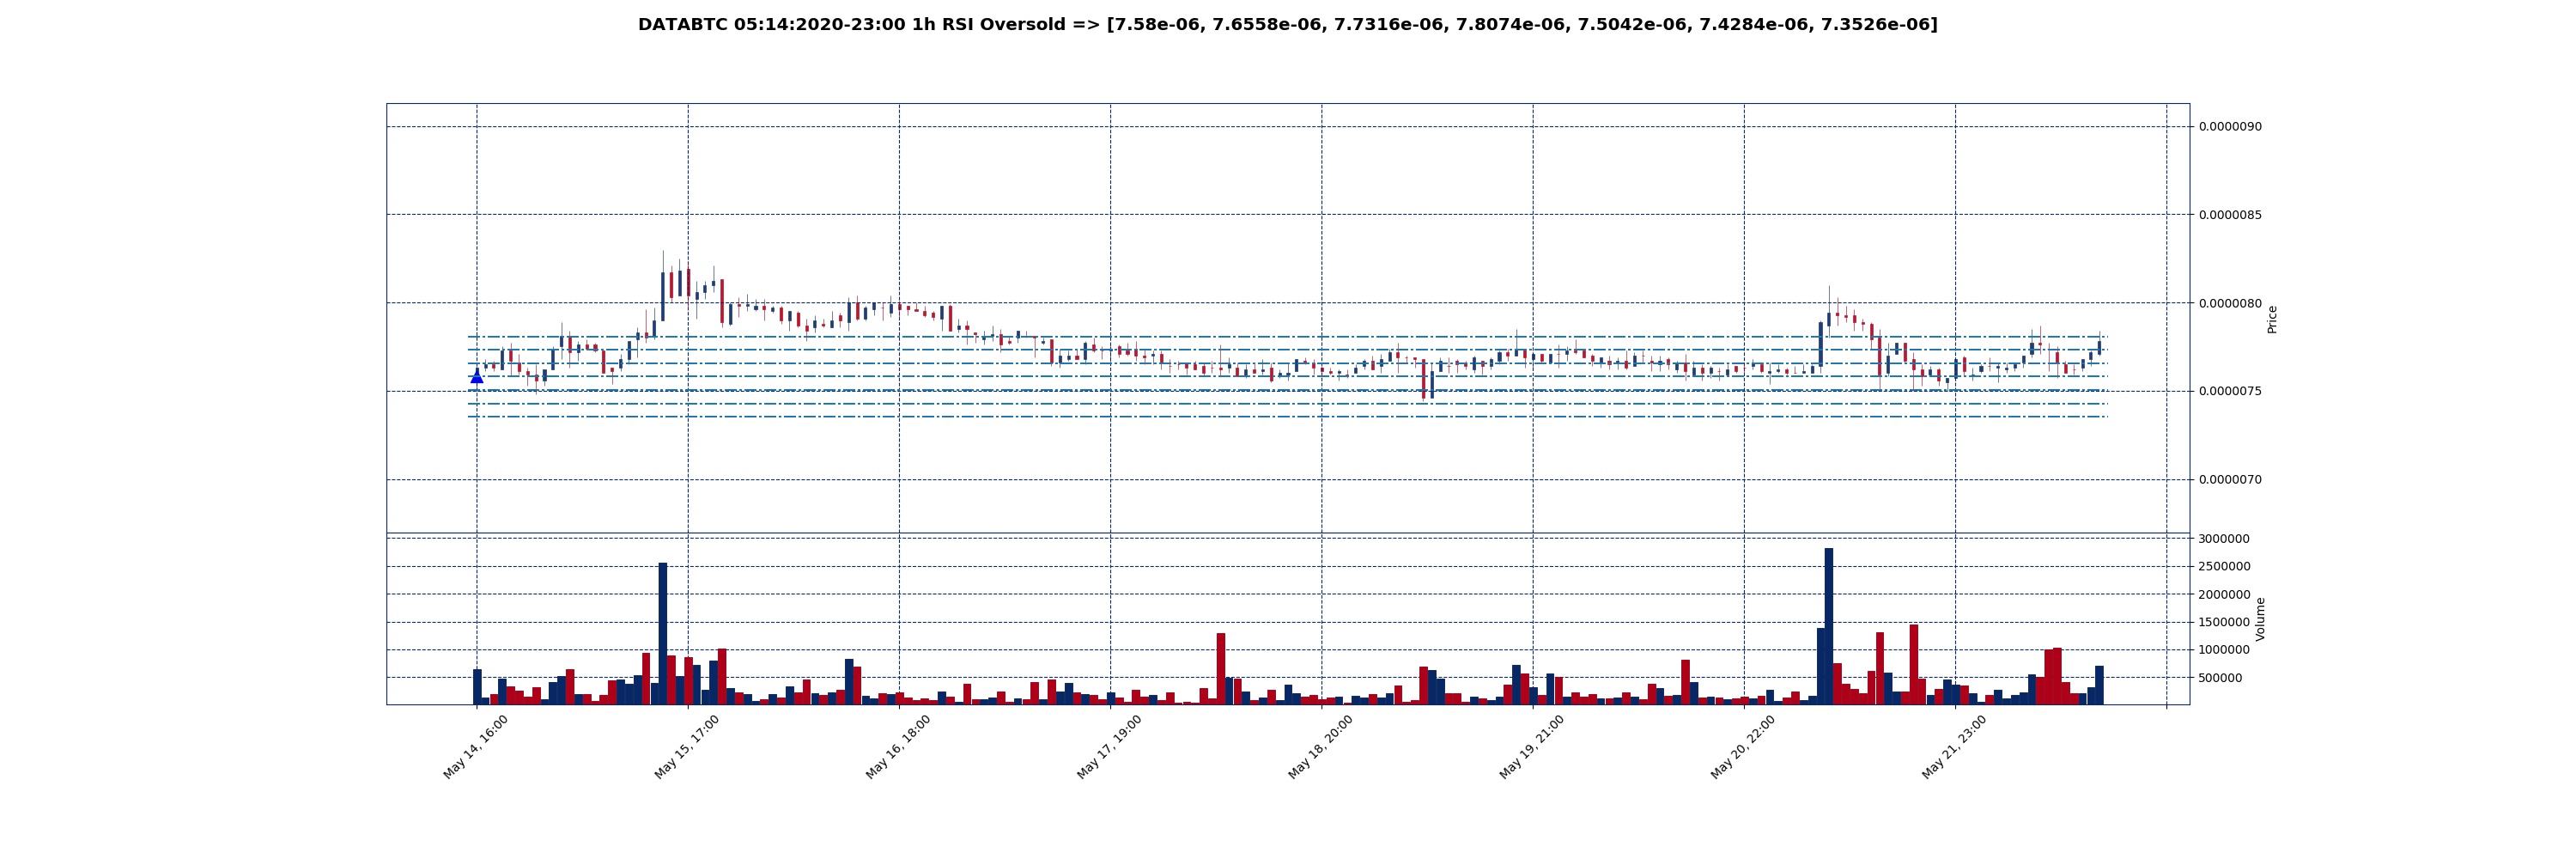 DATABTC 05:14:2020-23:00 1h RSI Oversold => [7.58e-06, 7.6558e-06, 7.7316e-06, 7.8074e-06, 7.5042e-06, 7.4284e-06, 7.3526e-06]
0.0000090
0.0000085
0.0000080
Price
0.0000075
0.0000070
3000000
2500000
2000000
1500000
Volume
1000000
500000
May 14, 16:00
May 15, 17:00
May 16, 18:00
May 17, 19:00
May 18, 20:00
May 19, 21:00
May 20, 22:00
May 21, 23:00